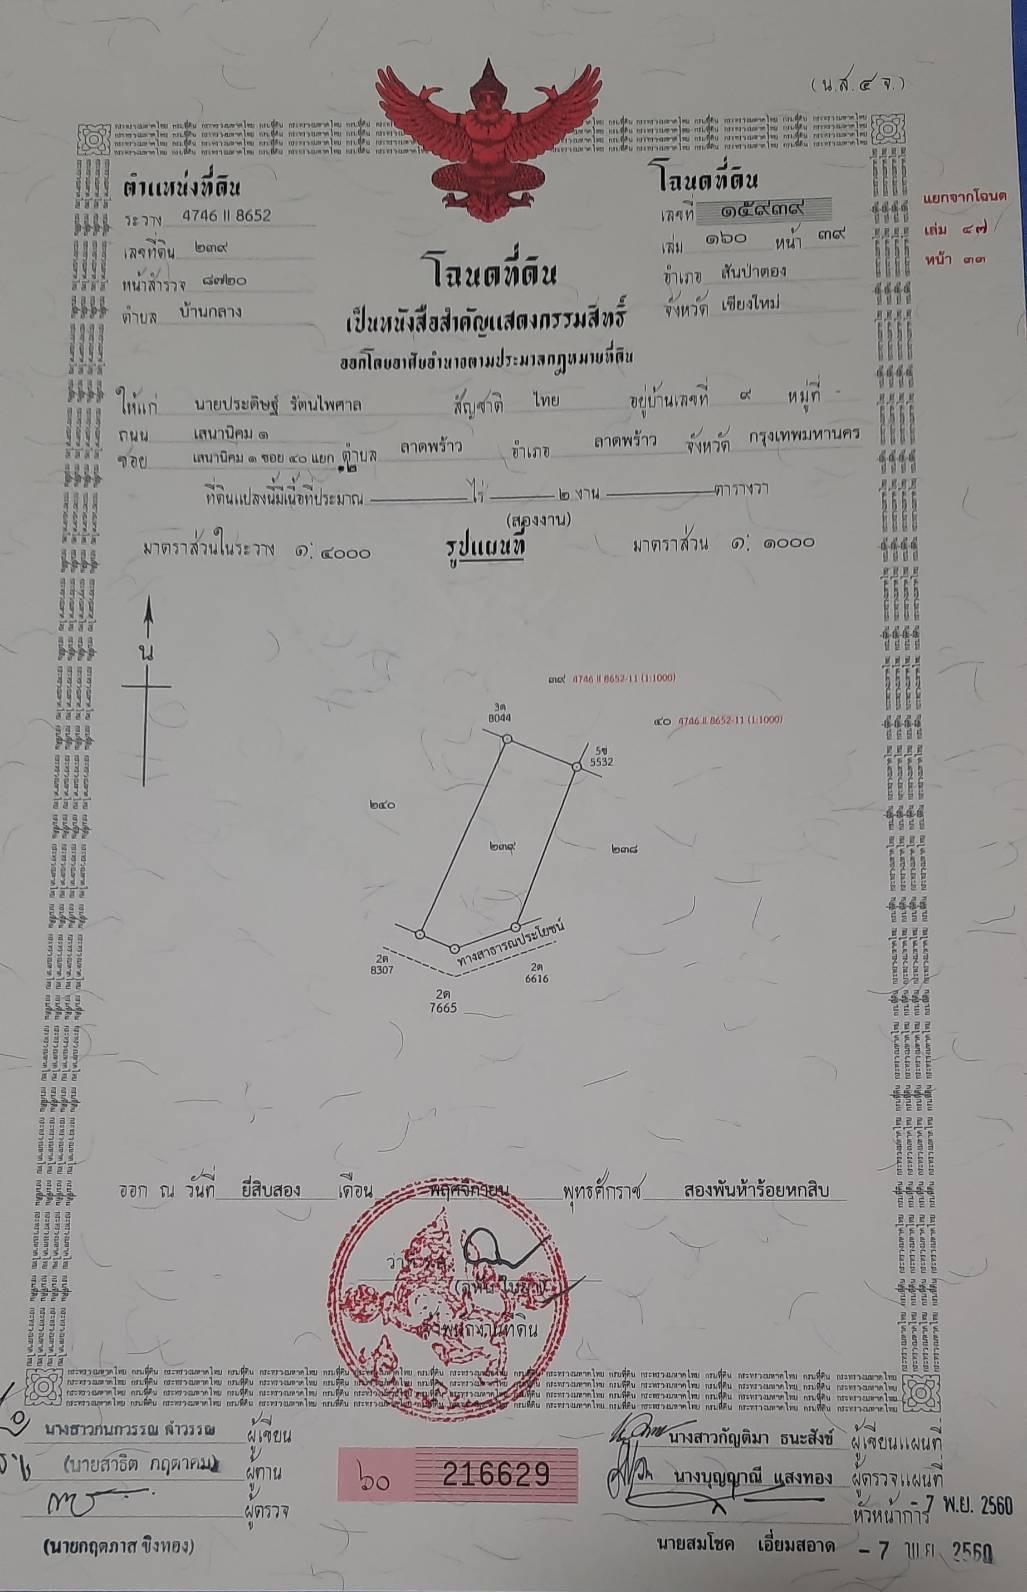 (น.ส. ๔ จ.)
ตำแหน่งที่ดิน
ระวาง 4746 II 8652
เลขที่ดิน ๒๓๙
หน้าสำรวจ ๘๗๒๐
ตำบล บ้านกลาง
โฉนดที่ดิน
เลขที่ ๑๕๙๓๙
เล่ม ๑๖๐ หน้า ๓๙
อำเภอ สันป่าตอง
จังหวัด เชียงใหม่
แยกจากโฉนด
เล่ม ๔๗
หน้า ๓๓
โฉนดที่ดิน
เป็นหนังสือสำคัญแสดงกรรมสิทธิ์
ออกโดยอาศัยอำนาจตามประมวลกฎหมายที่ดิน
ให้แก่ นายประดิษฐ์ รัตนไพศาล สัญชาติ ไทย อยู่บ้านเลขที่ ๙ หมู่ที่ -
ถนน เสนานิคม ๑
ซอย เสนานิคม ๑ ซอย ๔๐ แยก ๑๒ ตำบล ลาดพร้าว อำเภอ ลาดพร้าว จังหวัด กรุงเทพมหานคร
ที่ดินแปลงนี้มีเนื้อที่ประมาณ ไร่ ๒ งาน ตารางวา
(สองงาน)
มาตราส่วนในระวาง ๑: ๔๐๐๐ รูปแผนที่ มาตราส่วน ๑: ๑๐๐๐
น
๓๙ 4746 II 8652-11 (1:1000)
3ด
8044
๔๐ 4746 II 8652-11 (1:1000)
5ช
5532
๒๔๐
๒๓๙
๒๓๘
ทางสาธารณประโยชน์
2ด
8307
2ด
6616
2ด
7665
ออก ณ วันที่ ยี่สิบสอง เดือน พฤศจิกายน พุทธศักราช สองพันห้าร้อยหกสิบ
เจ้าพนักงานที่ดิน
นางสาวกนกวรรณ ลำวรรณ ผู้เขียน
(นายสาธิต กฤตาคม) ผู้ทาน
ผู้ตรวจ
(นายกฤตภาส ขิงทอง)
๖๐ 216629
นางสาวกัญติมา ธนะสังข์ ผู้เขียนแผนที่
นางบุญญาณี แสงทอง ผู้ตรวจแผนที่
หัวหน้าการ - 7 พ.ย. 2560
นายสมโชค เอี่ยมสอาด - 7 พ.ย. 2560